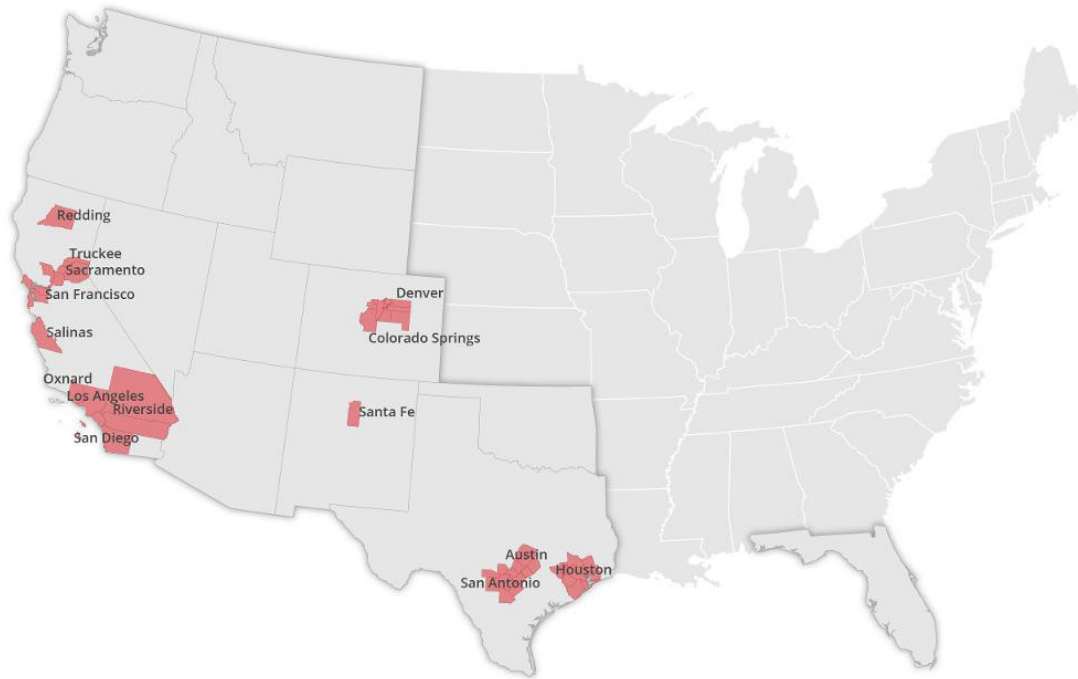 Redding
Truckee
Sacramento
San Francisco
Denver
Salinas
Colorado Springs
Oxnard
Los Angeles
Riverside
Santa Fe
San Diego
Austin
Houston
San Antonio